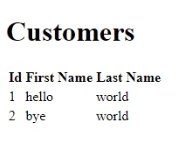 Customers
Id First Name Last Name
1 hello world
2 bye world